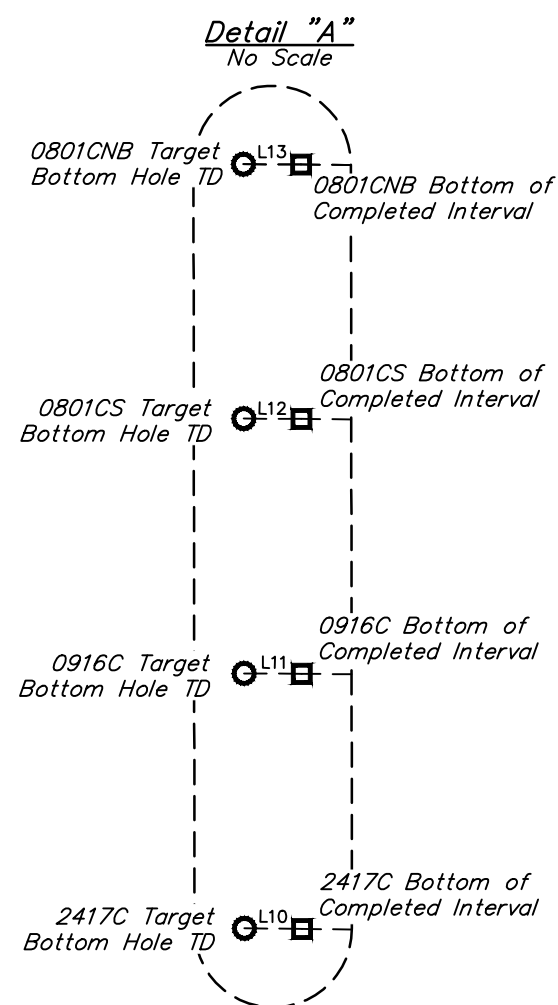 Detail "A"
No Scale
0801CNB Target
Bottom Hole TD
L13
0801CNB Bottom of
Completed Interval
0801CS Target
Bottom Hole TD
L12
0801CS Bottom of
Completed Interval
0916C Target
Bottom Hole TD
L11
0916C Bottom of
Completed Interval
2417C Target
Bottom Hole TD
L10
2417C Bottom of
Completed Interval